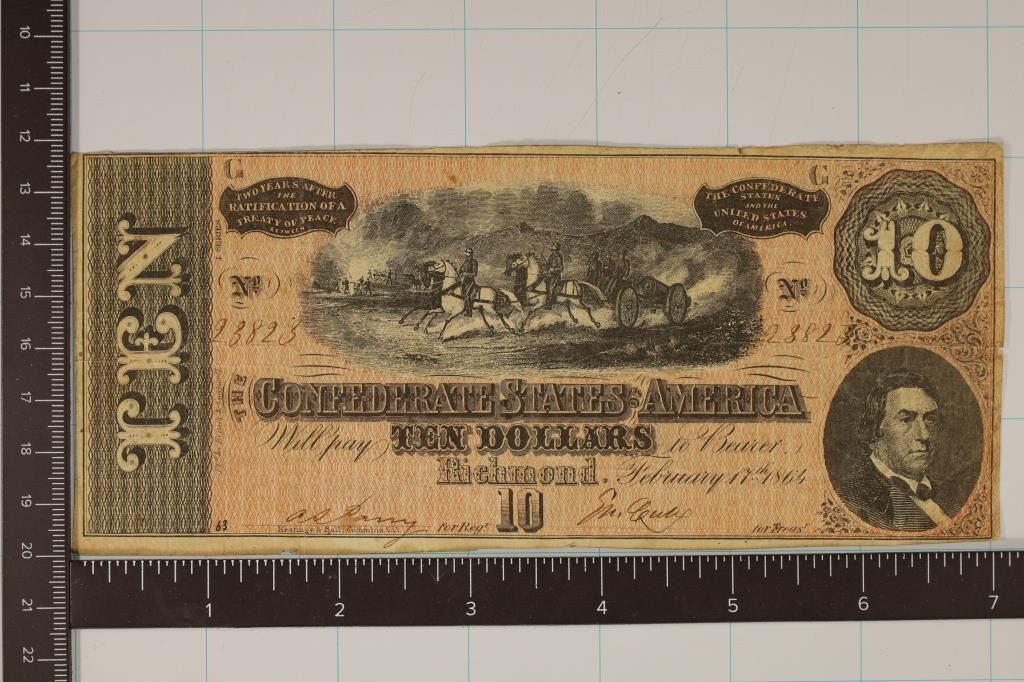 C
C
TWO YEARS AFTER
THE
RATIFICATION OF A
TREATY OF PEACE
BETWEEN
THE CONFEDERATE
STATES
AND THE
UNITED STATES
OF AMERICA
10
TEN
Nº
Nº
23823
23823
THE
CONFEDERATE STATES OF AMERICA
Will pay TEN DOLLARS to Bearer
Richmond. February 17th 1864
10
for Regr.
for Treasr.
63
Keatinge & Ball, Columbia, S.C.
10
11
12
13
14
15
16
17
18
19
20
21
22
1 2 3 4 5 6 7